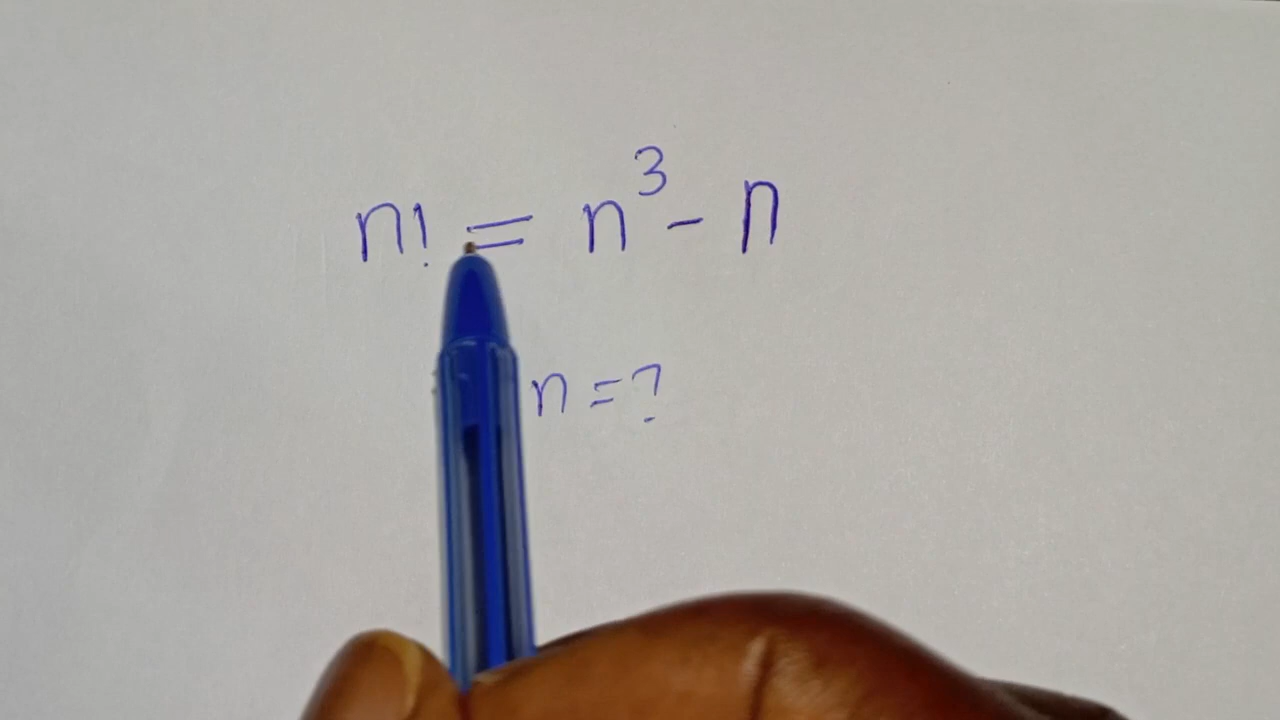 n! = n³ - n
n = ?